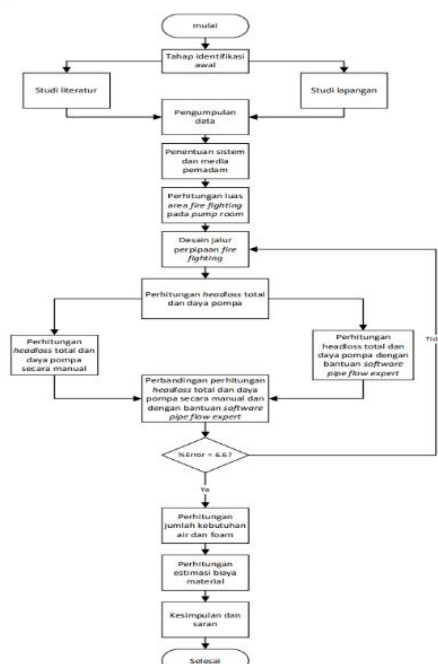 mulai
Tahap identifikasi
awal
Studi literatur
Studi lapangan
Pengumpulan
data
Penentuan sistem
dan media
pemadam
Perhitungan luas
area fire fighting
pada pump room
Desain jalur
perpipaan fire
fighting
Perhitungan headloss total
dan daya pompa
Perhitungan
headloss total dan
daya pompa
secara manual
Perhitungan
headloss total dan
daya pompa dengan
bantuan software
pipe flow expert
Perbandingan perhitungan
headloss total dan daya
pompa secara manual dan
dengan bantuan software
pipe flow expert
%Error = 6.6?
Ya
Perhitungan
jumlah kebutuhan
air dan foam
Perhitungan
estimasi biaya
material
Kesimpulan dan
saran
Selesai